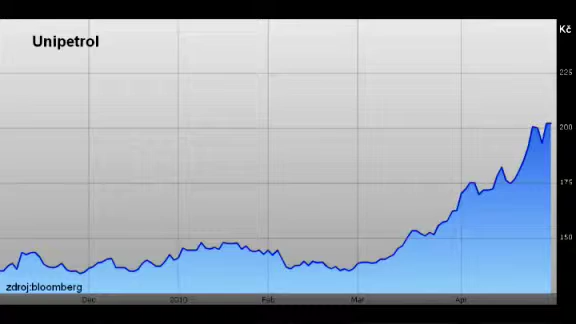 Unipetrol
Kč
225
200
175
150
zdroj:bloomberg
Dec 2010 Feb Mar Apr